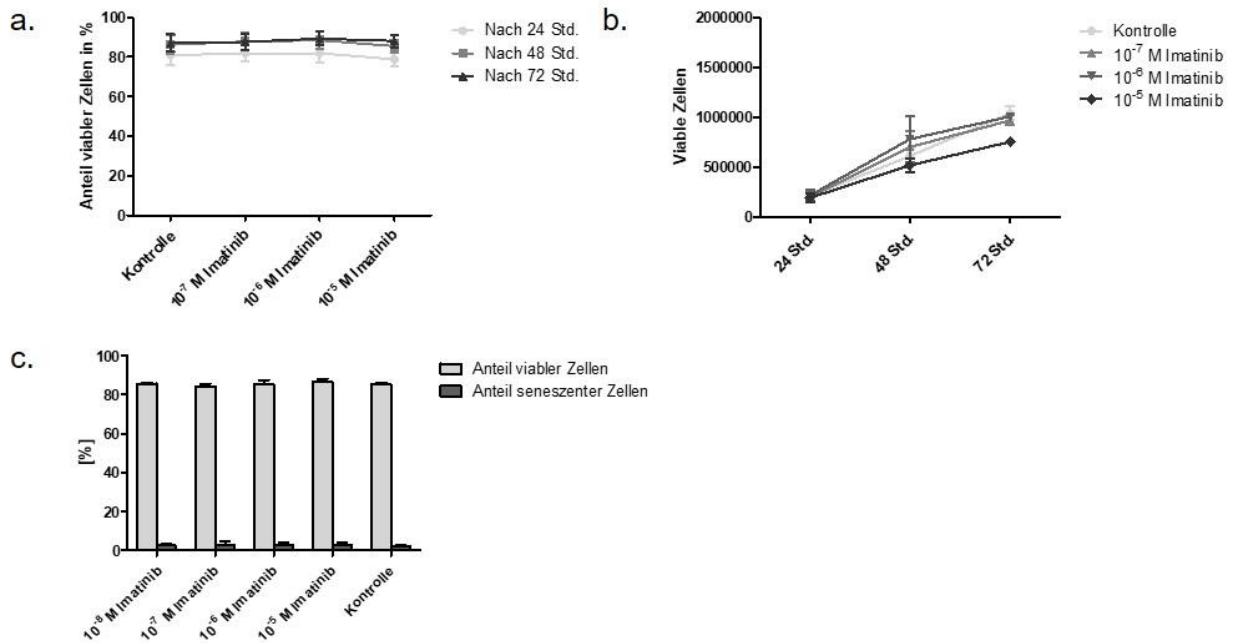 a.
100
80
60
40
20
0
Anteil viabler Zellen in %
Kontrolle
10⁻⁷ M Imatinib
10⁻⁶ M Imatinib
10⁻⁵ M Imatinib
Nach 24 Std.
Nach 48 Std.
Nach 72 Std.
b.
2000000
1500000
1000000
500000
0
Viable Zellen
24 Std.
48 Std.
72 Std.
Kontrolle
10⁻⁷ M Imatinib
10⁻⁶ M Imatinib
10⁻⁵ M Imatinib
c.
100
80
60
40
20
0
[%]
10⁻⁸ M Imatinib
10⁻⁷ M Imatinib
10⁻⁶ M Imatinib
10⁻⁵ M Imatinib
Kontrolle
Anteil viabler Zellen
Anteil seneszenter Zellen